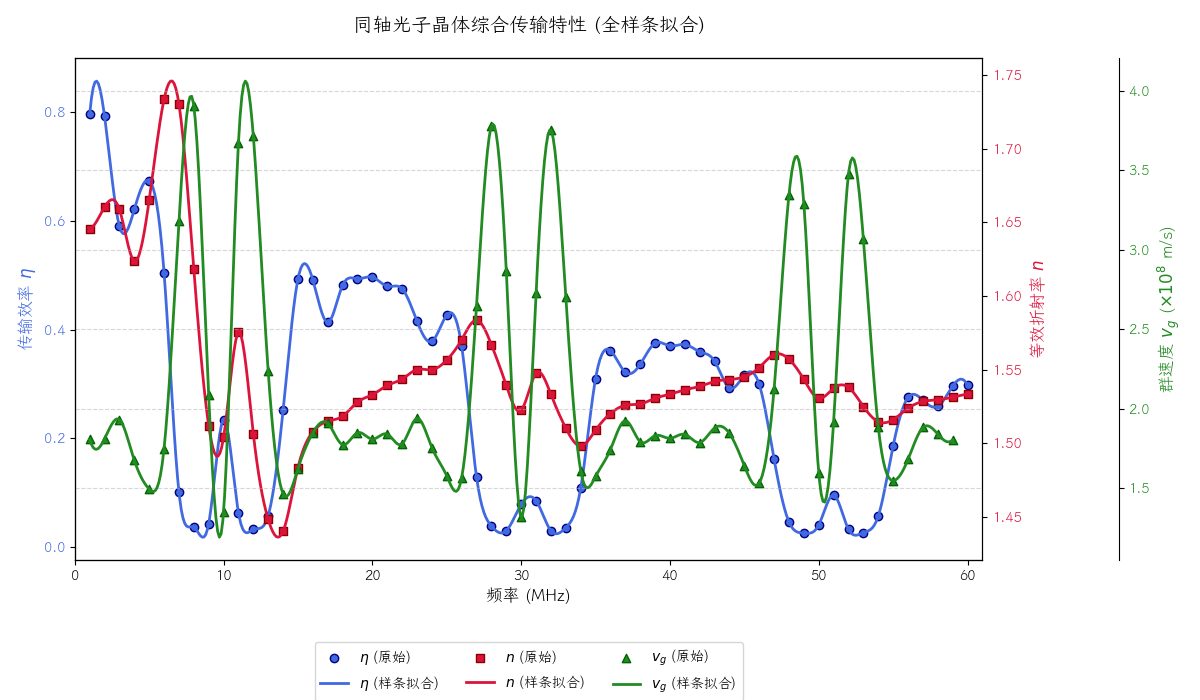 同轴光子晶体综合传输特性 (全样条拟合)
传输效率 η
0.8
0.6
0.4
0.2
0.0
0
10
20
30
40
50
60
频率 (MHz)
1.75
1.70
1.65
1.60
1.55
1.50
1.45
等效折射率 n
4.0
3.5
3.0
2.5
2.0
1.5
群速度 v_g (×10⁸ m/s)
η (原始)
n (原始)
v_g (原始)
η (样条拟合)
n (样条拟合)
v_g (样条拟合)